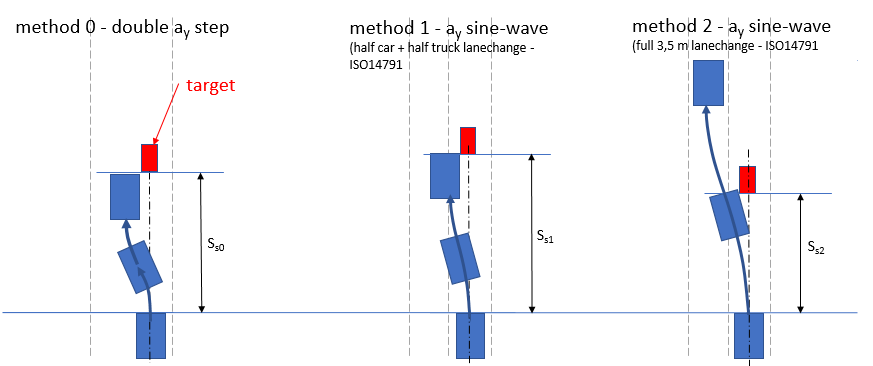 method 0 - double ay step
target
Ss0
method 1 - ay sine-wave
(half car + half truck lanechange -
ISO14791
Ss1
method 2 - ay sine-wave
(full 3,5 m lanechange - ISO14791
Ss2